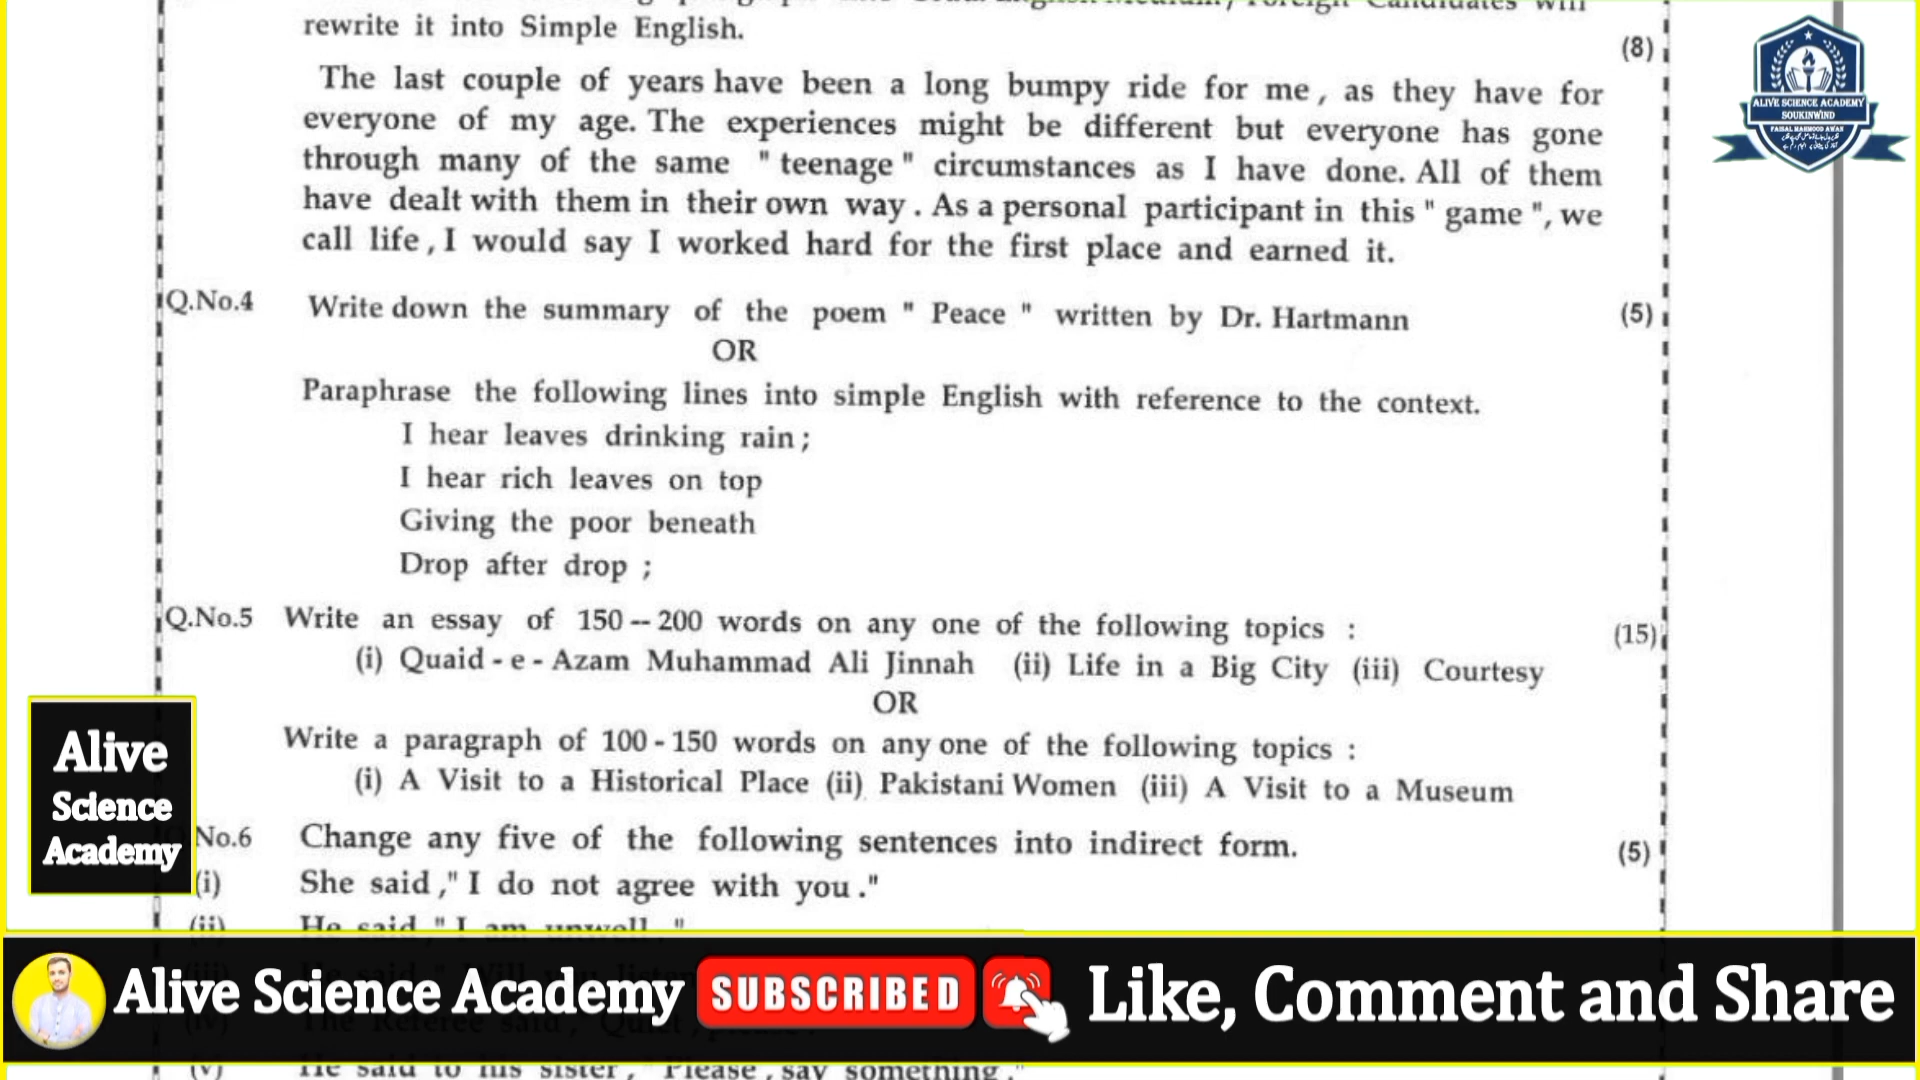 rewrite it into Simple English.
(8)
The last couple of years have been a long bumpy ride for me, as they have for
everyone of my age. The experiences might be different but everyone has gone
through many of the same " teenage " circumstances as I have done. All of them
have dealt with them in their own way. As a personal participant in this " game ", we
call life, I would say I worked hard for the first place and earned it.
Q.No.4 Write down the summary of the poem " Peace " written by Dr. Hartmann (5)
OR
Paraphrase the following lines into simple English with reference to the context.
I hear leaves drinking rain;
I hear rich leaves on top
Giving the poor beneath
Drop after drop ;
Q.No.5 Write an essay of 150 -- 200 words on any one of the following topics : (15)
(i) Quaid - e - Azam Muhammad Ali Jinnah (ii) Life in a Big City (iii) Courtesy
OR
Write a paragraph of 100 - 150 words on any one of the following topics :
(i) A Visit to a Historical Place (ii) Pakistani Women (iii) A Visit to a Museum
No.6 Change any five of the following sentences into indirect form. (5)
(i) She said ," I do not agree with you ."
(ii) He said, " I am unwell . "
(v) He said to his sister , " Please , say something ."
ALIVE SCIENCE ACADEMY
SOUKINWIND
FAISAL MAHMOOD AWAN
Alive
Science
Academy
Alive Science Academy SUBSCRIBED Like, Comment and Share